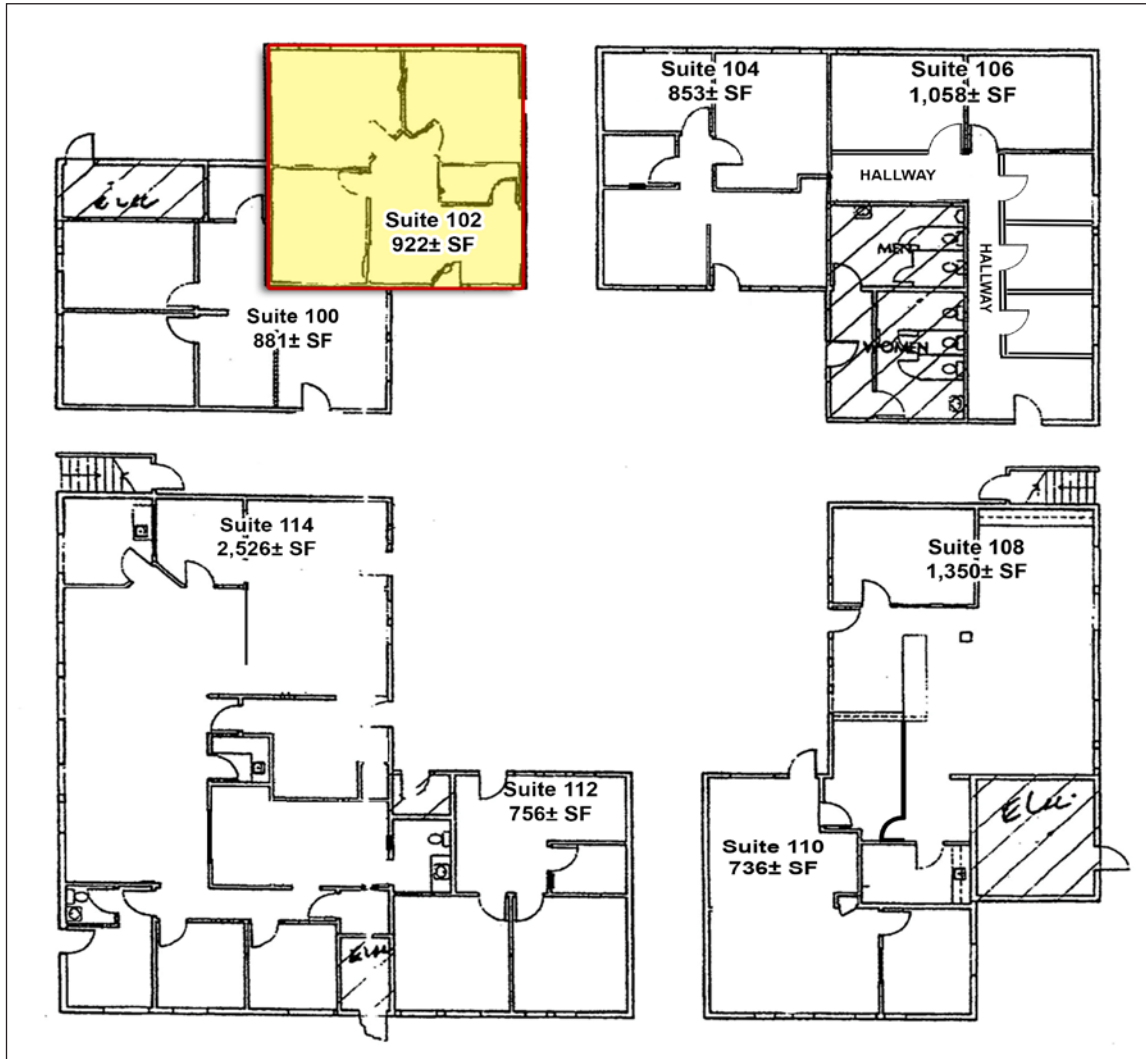 Suite 104
853± SF
Suite 106
1,058± SF
HALLWAY
Suite 102
922± SF
MEN
HALLWAY
Suite 100
881± SF
WOMEN
Suite 114
2,526± SF
Suite 108
1,350± SF
Suite 112
756± SF
Suite 110
736± SF